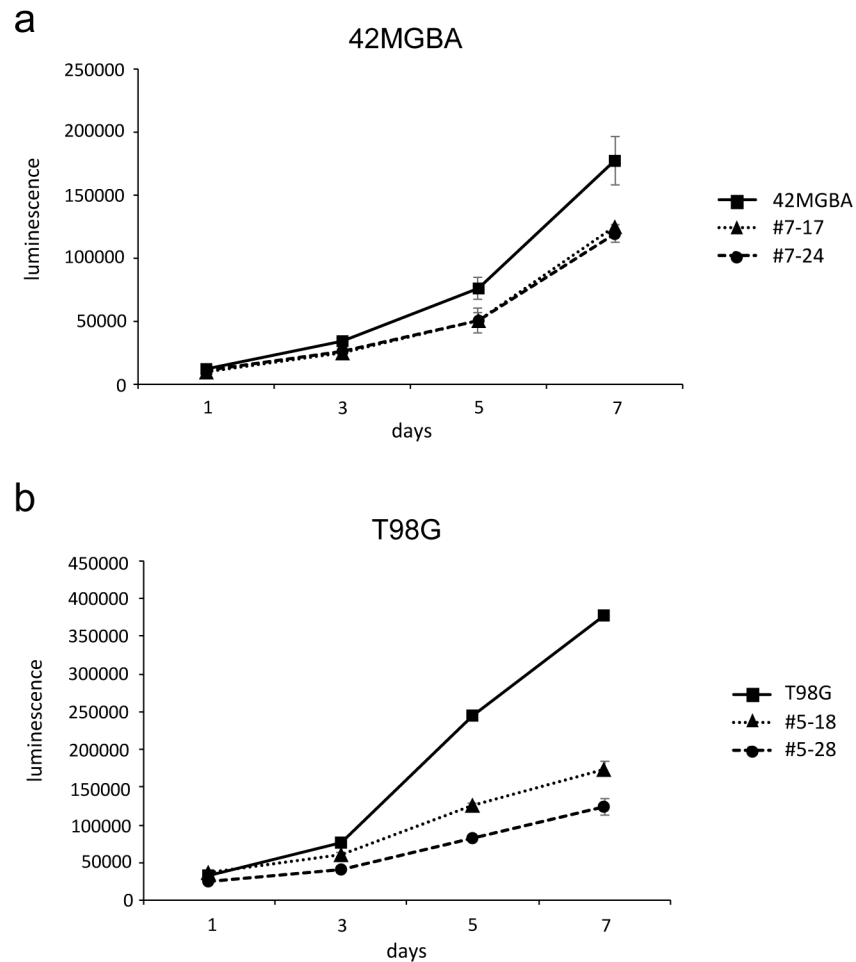 a
42MGBA
250000
200000
150000
100000
50000
0
luminescence
1 3 5 7
days
42MGBA
#7-17
#7-24
b
T98G
450000
400000
350000
300000
250000
200000
150000
100000
50000
0
luminescence
1 3 5 7
days
T98G
#5-18
#5-28